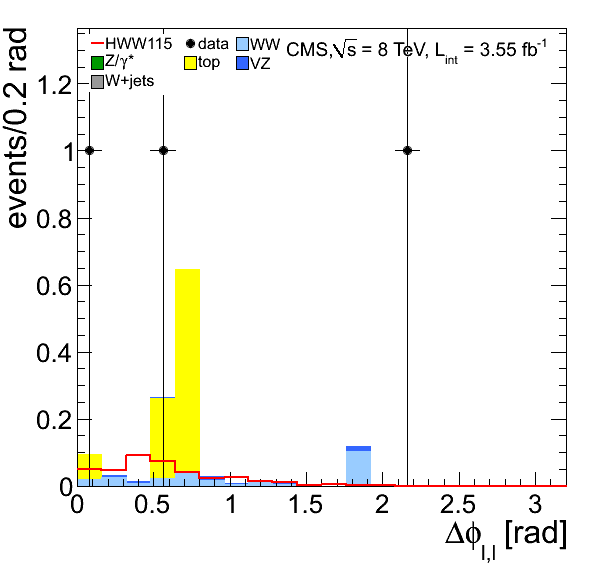 HWW115 data WW CMS,√s = 8 TeV, L_int = 3.55 fb^-1
Z/γ* top VZ
W+jets
events/0.2 rad
1.2
1
0.8
0.6
0.4
0.2
0
0 0.5 1 1.5 2 2.5 3
Δϕ_l,l [rad]